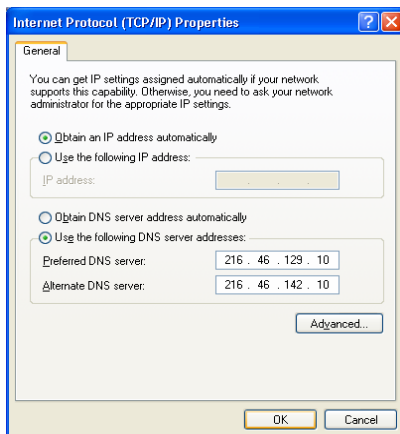 Internet Protocol (TCP/IP) Properties
General
You can get IP settings assigned automatically if your network
supports this capability. Otherwise, you need to ask your network
administrator for the appropriate IP settings.
Obtain an IP address automatically
Use the following IP address:
IP address:
Obtain DNS server address automatically
Use the following DNS server addresses:
Preferred DNS server: 216 . 46 . 129 . 10
Alternate DNS server: 216 . 46 . 142 . 10
Advanced...
OK Cancel